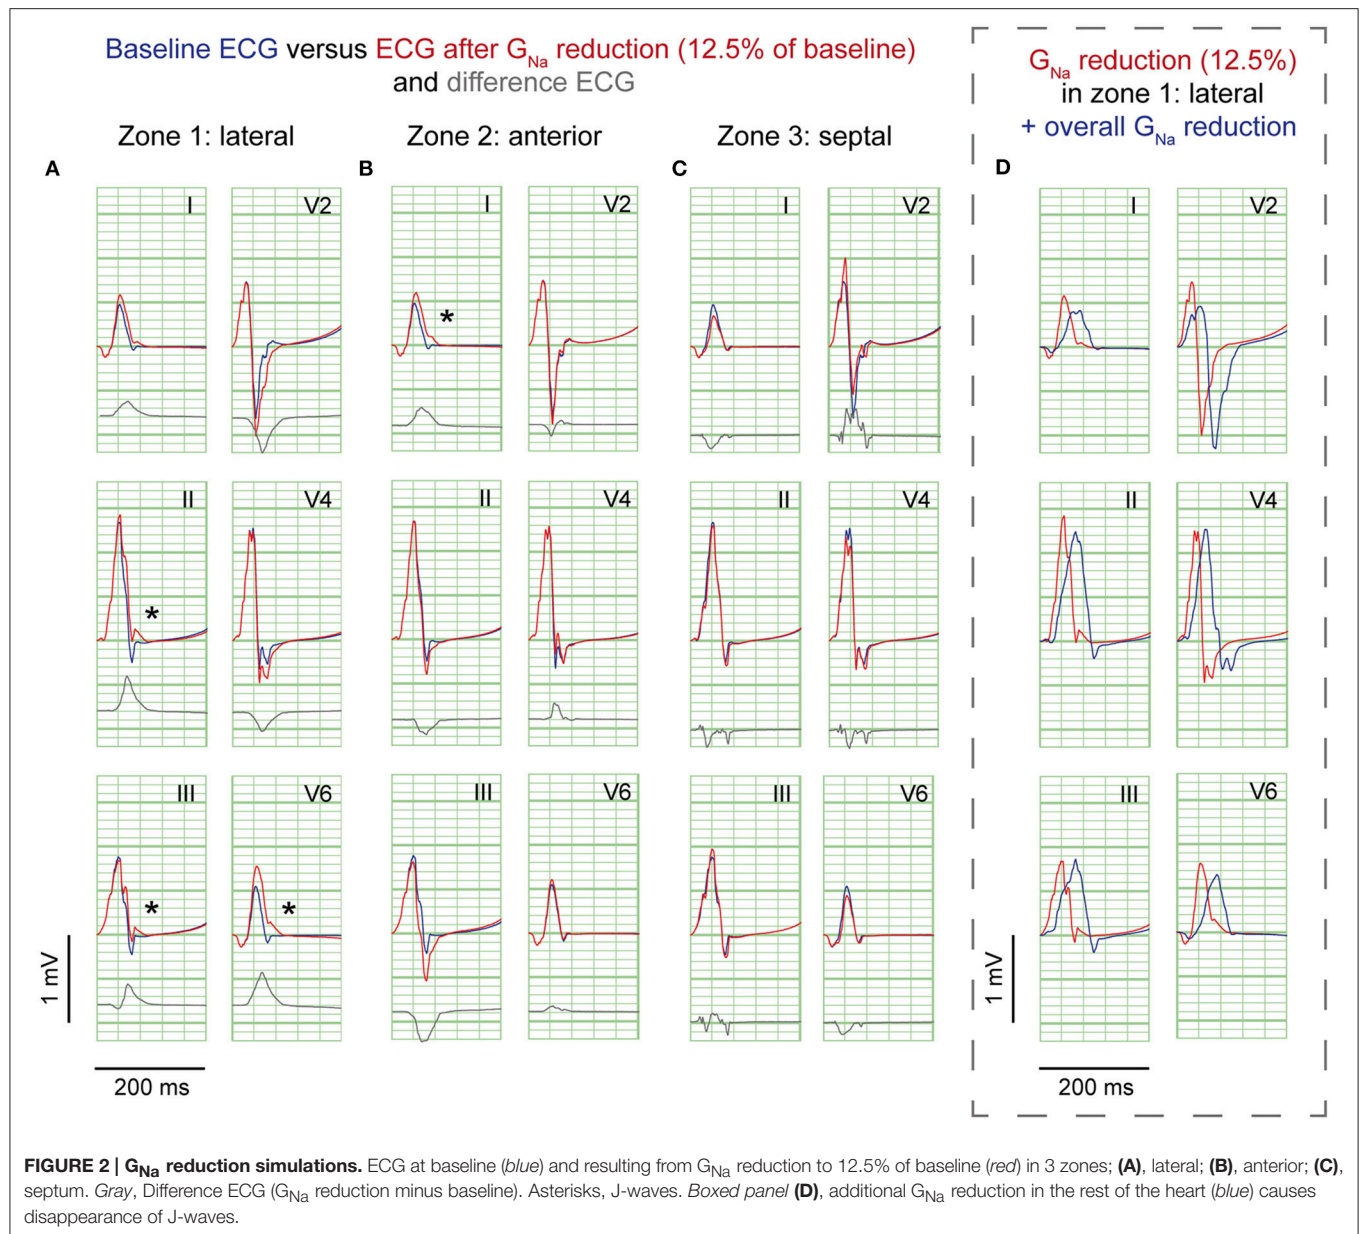 Baseline ECG versus ECG after GNa reduction (12.5% of baseline)
and difference ECG
GNa reduction (12.5%)
in zone 1: lateral
+ overall GNa reduction
Zone 1: lateral
Zone 2: anterior
Zone 3: septal
A
B
C
D
I
V2
I
V2
I
V2
I
V2
*
II
V4
II
V4
II
V4
II
V4
*
III
V6
III
V6
III
V6
III
V6
*
*
1 mV
1 mV
200 ms
200 ms
FIGURE 2 | GNa reduction simulations. ECG at baseline (blue) and resulting from GNa reduction to 12.5% of baseline (red) in 3 zones; (A), lateral; (B), anterior; (C),
septum. Gray, Difference ECG (GNa reduction minus baseline). Asterisks, J-waves. Boxed panel (D), additional GNa reduction in the rest of the heart (blue) causes
disappearance of J-waves.